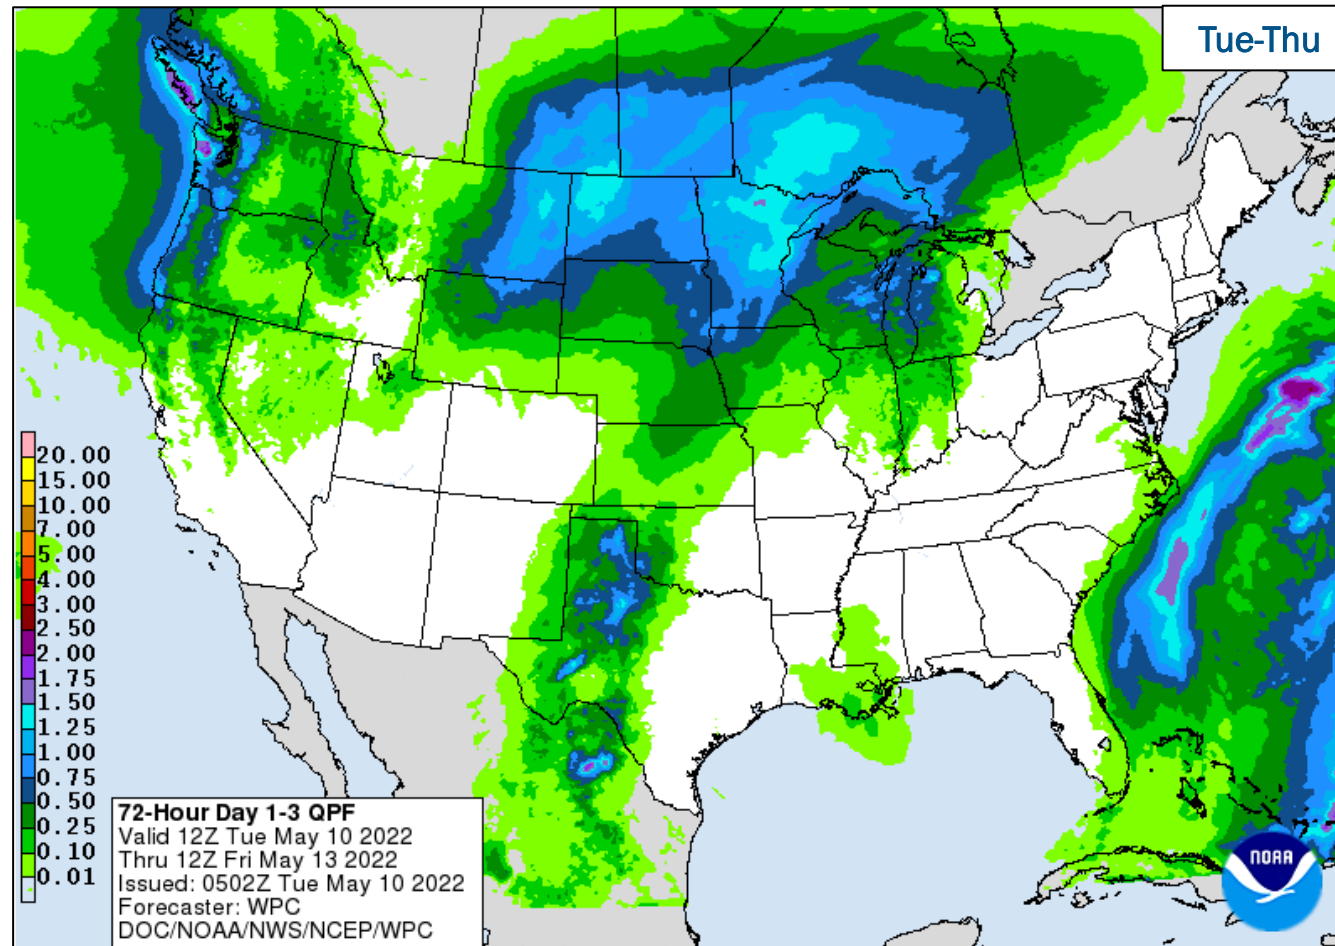 Tue-Thu
20.00
15.00
10.00
7.00
5.00
4.00
3.00
2.50
2.00
1.75
1.50
1.25
1.00
0.75
0.50
0.25
0.10
0.01
72-Hour Day 1-3 QPF
Valid 12Z Tue May 10 2022
Thru 12Z Fri May 13 2022
Issued: 0502Z Tue May 10 2022
Forecaster: WPC
DOC/NOAA/NWS/NCEP/WPC
NOAA